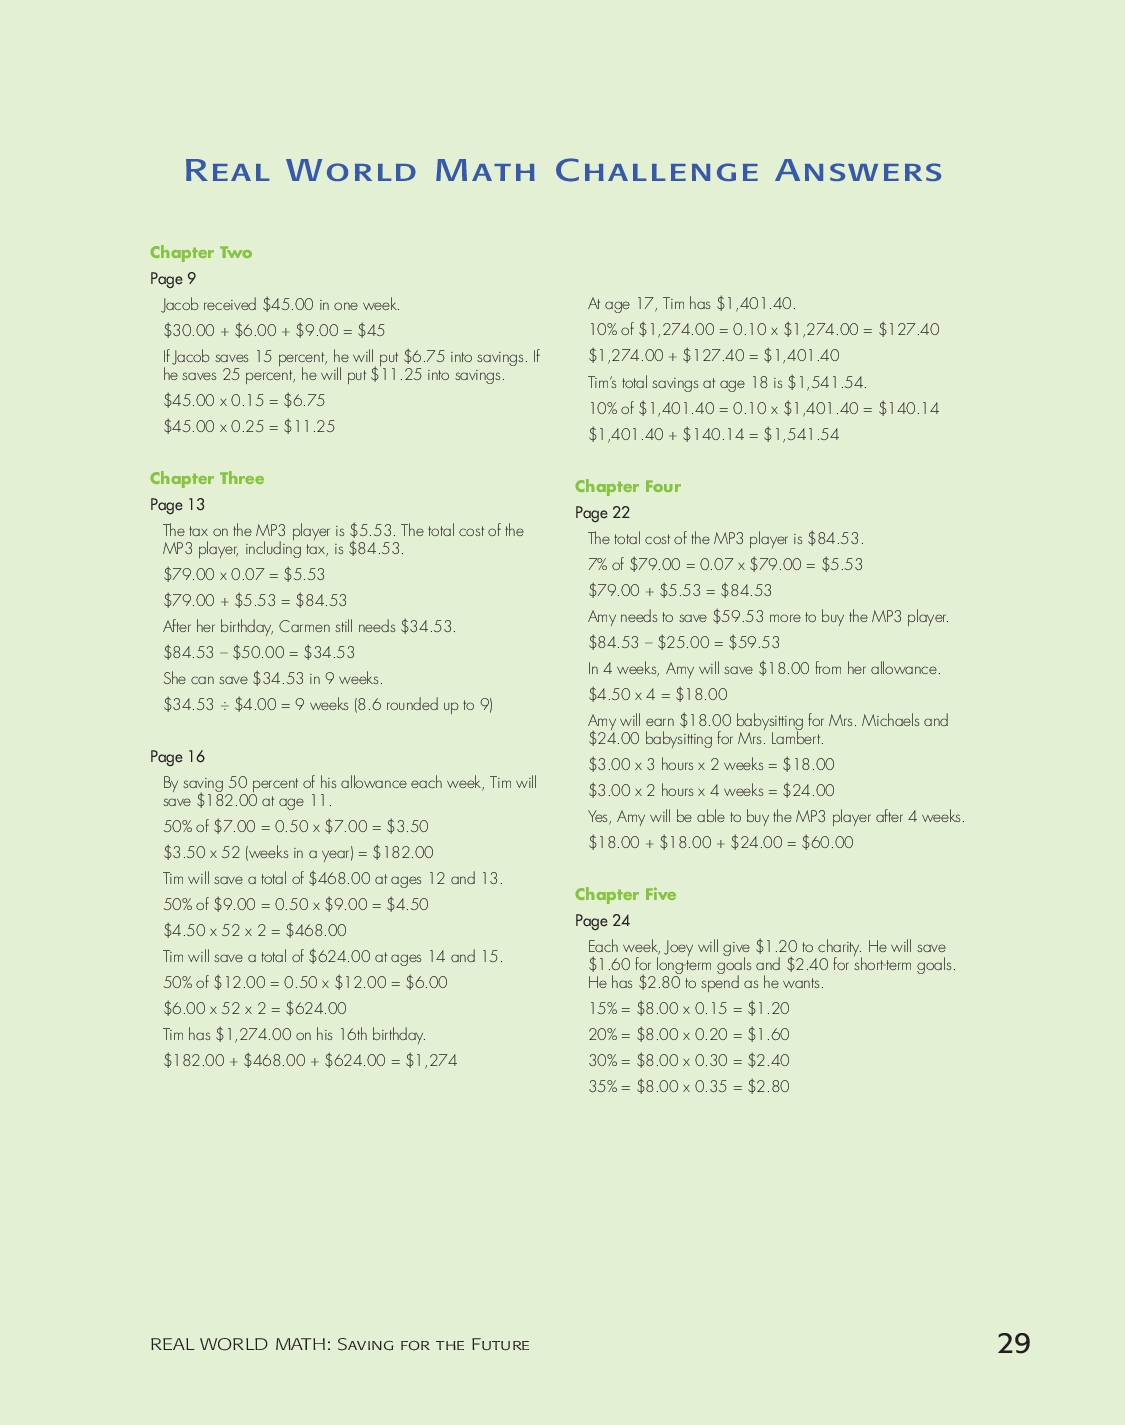 REAL WORLD MATH CHALLENGE ANSWERS
Chapter Two
Page 9
Jacob received $45.00 in one week.
$30.00 + $6.00 + $9.00 = $45
If Jacob saves 15 percent, he will put $6.75 into savings. If
he saves 25 percent, he will put $11.25 into savings.
$45.00 x 0.15 = $6.75
$45.00 x 0.25 = $11.25
Chapter Three
Page 13
The tax on the MP3 player is $5.53. The total cost of the
MP3 player, including tax, is $84.53.
$79.00 x 0.07 = $5.53
$79.00 + $5.53 = $84.53
After her birthday, Carmen still needs $34.53.
$84.53 – $50.00 = $34.53
She can save $34.53 in 9 weeks.
$34.53 ÷ $4.00 = 9 weeks (8.6 rounded up to 9)
Page 16
By saving 50 percent of his allowance each week, Tim will
save $182.00 at age 11.
50% of $7.00 = 0.50 x $7.00 = $3.50
$3.50 x 52 (weeks in a year) = $182.00
Tim will save a total of $468.00 at ages 12 and 13.
50% of $9.00 = 0.50 x $9.00 = $4.50
$4.50 x 52 x 2 = $468.00
Tim will save a total of $624.00 at ages 14 and 15.
50% of $12.00 = 0.50 x $12.00 = $6.00
$6.00 x 52 x 2 = $624.00
Tim has $1,274.00 on his 16th birthday.
$182.00 + $468.00 + $624.00 = $1,274
At age 17, Tim has $1,401.40.
10% of $1,274.00 = 0.10 x $1,274.00 = $127.40
$1,274.00 + $127.40 = $1,401.40
Tim's total savings at age 18 is $1,541.54.
10% of $1,401.40 = 0.10 x $1,401.40 = $140.14
$1,401.40 + $140.14 = $1,541.54
Chapter Four
Page 22
The total cost of the MP3 player is $84.53.
7% of $79.00 = 0.07 x $79.00 = $5.53
$79.00 + $5.53 = $84.53
Amy needs to save $59.53 more to buy the MP3 player.
$84.53 – $25.00 = $59.53
In 4 weeks, Amy will save $18.00 from her allowance.
$4.50 x 4 = $18.00
Amy will earn $18.00 babysitting for Mrs. Michaels and
$24.00 babysitting for Mrs. Lambert.
$3.00 x 3 hours x 2 weeks = $18.00
$3.00 x 2 hours x 4 weeks = $24.00
Yes, Amy will be able to buy the MP3 player after 4 weeks.
$18.00 + $18.00 + $24.00 = $60.00
Chapter Five
Page 24
Each week, Joey will give $1.20 to charity. He will save
$1.60 for long-term goals and $2.40 for short-term goals.
He has $2.80 to spend as he wants.
15% = $8.00 x 0.15 = $1.20
20% = $8.00 x 0.20 = $1.60
30% = $8.00 x 0.30 = $2.40
35% = $8.00 x 0.35 = $2.80
REAL WORLD MATH: SAVING FOR THE FUTURE
29